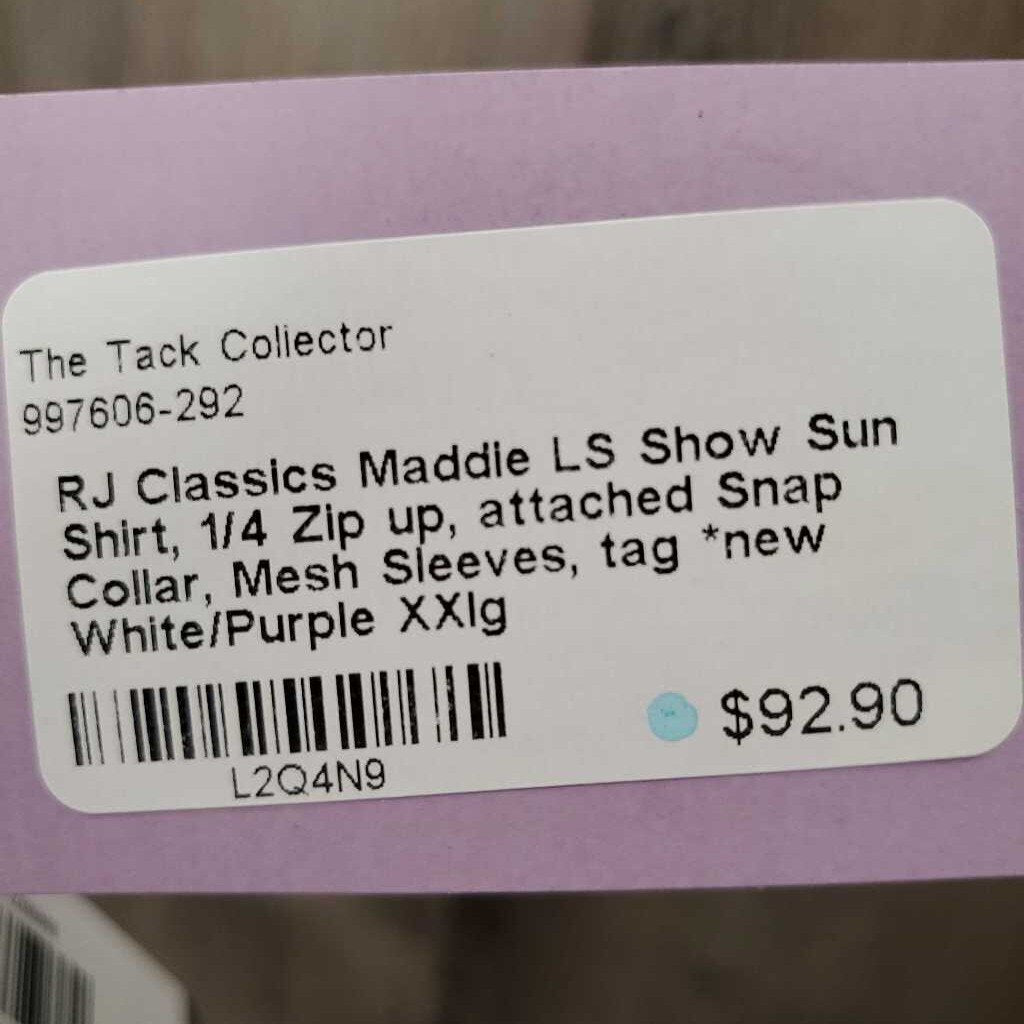 The Tack Collector
997606-292
RJ Classics Maddie LS Show Sun
Shirt, 1/4 Zip up, attached Snap
Collar, Mesh Sleeves, tag *new
White/Purple XXlg
L2Q4N9
$92.90